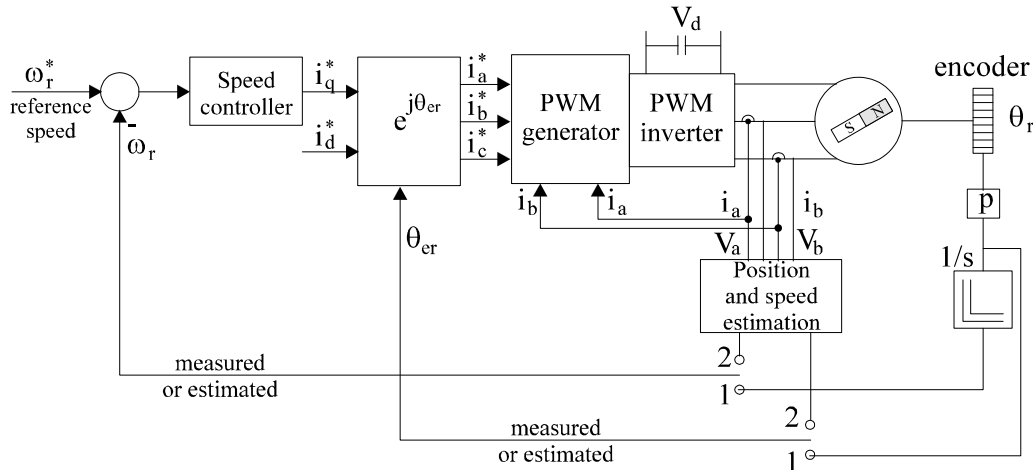 V_d
ω_r^*
reference
speed
-
ω_r
Speed
controller
i_q^*
i_d^*
e^{jθ_er}
i_a^*
i_b^*
i_c^*
PWM
generator
PWM
inverter
S N
encoder
θ_r
p
1/s
i_b
i_a
i_a
i_b
V_a
V_b
θ_er
Position
and speed
estimation
measured
or estimated
2
1
measured
or estimated
2
1